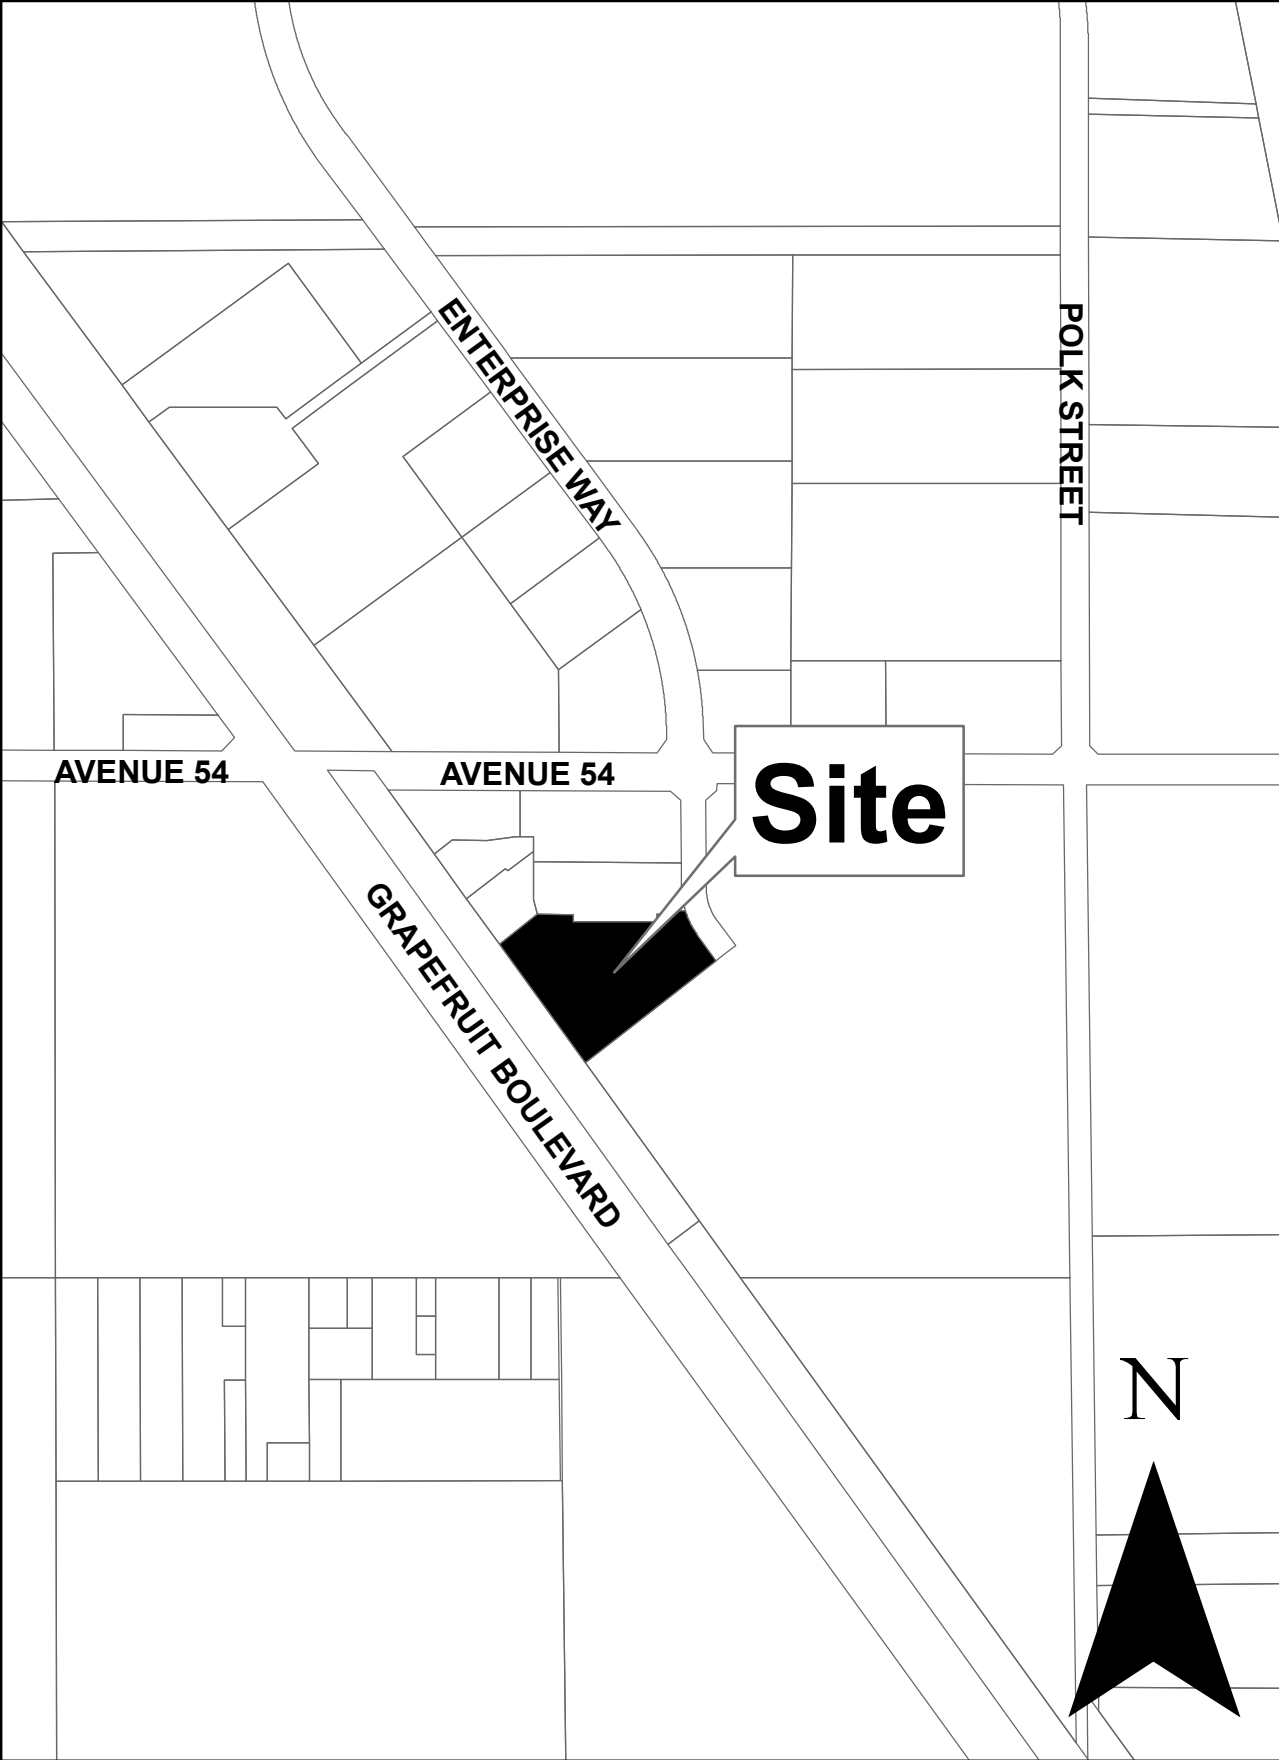 ENTERPRISE WAY
POLK STREET
AVENUE 54
AVENUE 54
Site
GRAPEFRUIT BOULEVARD
N